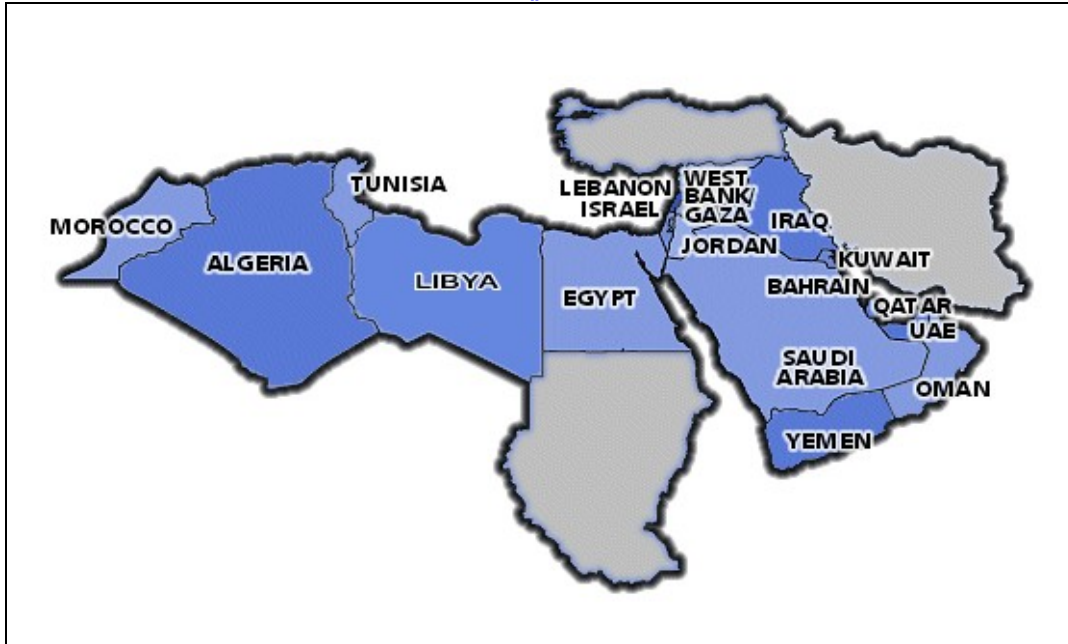 TUNISIA
MOROCCO
ALGERIA
LIBYA
EGYPT
LEBANON
ISRAEL
WEST
BANK/
GAZA
IRAQ
JORDAN
KUWAIT
BAHRAIN
QATAR
UAE
SAUDI
ARABIA
OMAN
YEMEN